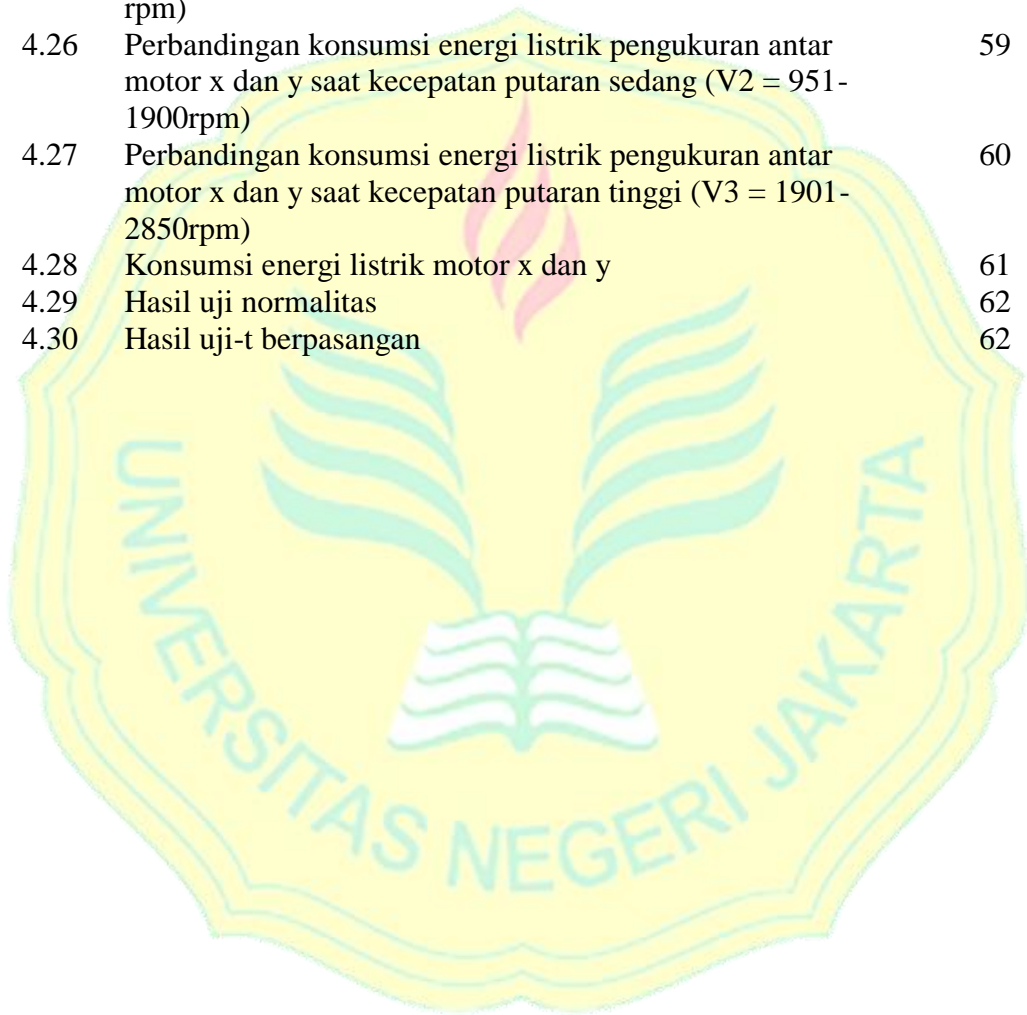 rpm)
4.26 Perbandingan konsumsi energi listrik pengukuran antar 59
motor x dan y saat kecepatan putaran sedang (V2 = 951-
1900rpm)
4.27 Perbandingan konsumsi energi listrik pengukuran antar 60
motor x dan y saat kecepatan putaran tinggi (V3 = 1901-
2850rpm)
4.28 Konsumsi energi listrik motor x dan y 61
4.29 Hasil uji normalitas 62
4.30 Hasil uji-t berpasangan 62
UNIVERSITAS NEGERI JAKARTA